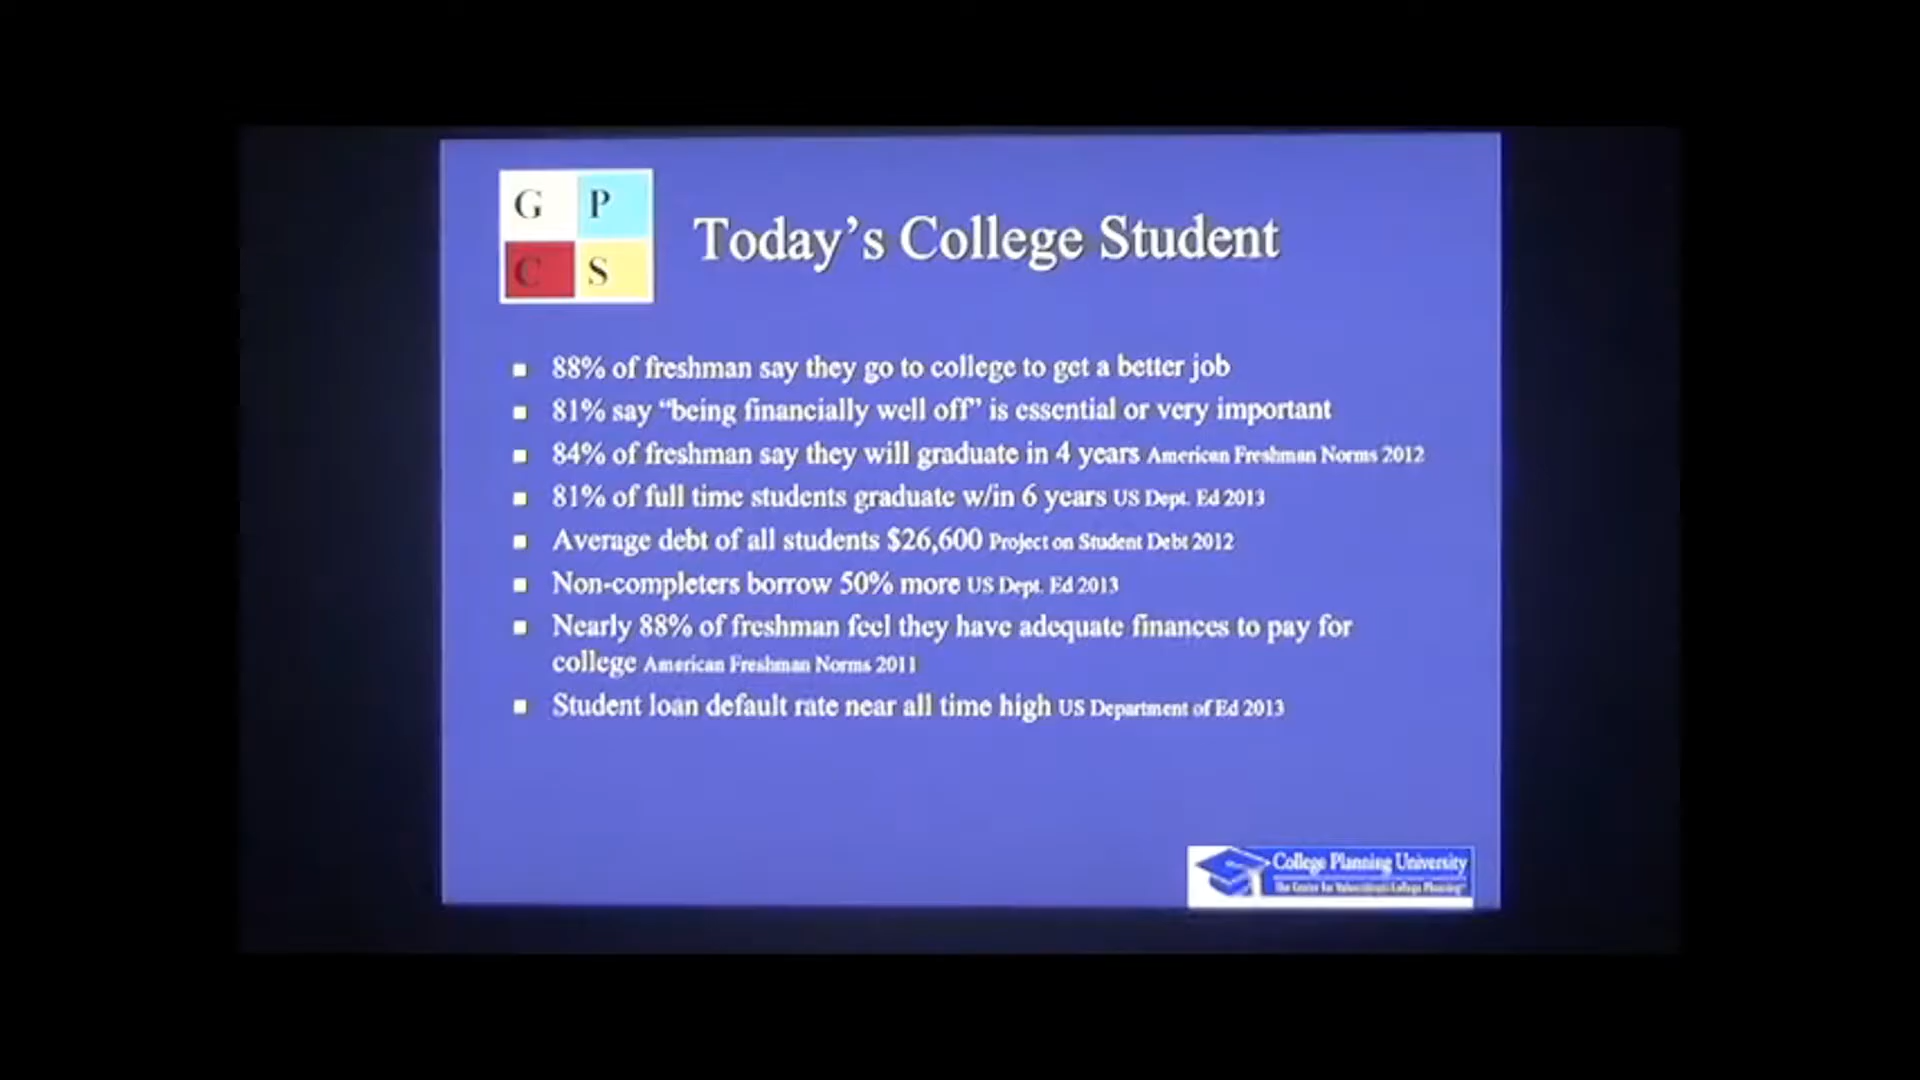 G P
C S
Today's College Student
88% of freshman say they go to college to get a better job
81% say “being financially well off” is essential or very important
84% of freshman say they will graduate in 4 years American Freshman Norms 2012
81% of full time students graduate w/in 6 years US Dept. Ed 2013
Average debt of all students $26,600 Project on Student Debt 2012
Non-completers borrow 50% more US Dept. Ed 2013
Nearly 88% of freshman feel they have adequate finances to pay for
college American Freshman Norms 2011
Student loan default rate near all time high US Department of Ed 2013
College Planning University
The Center for College Planning